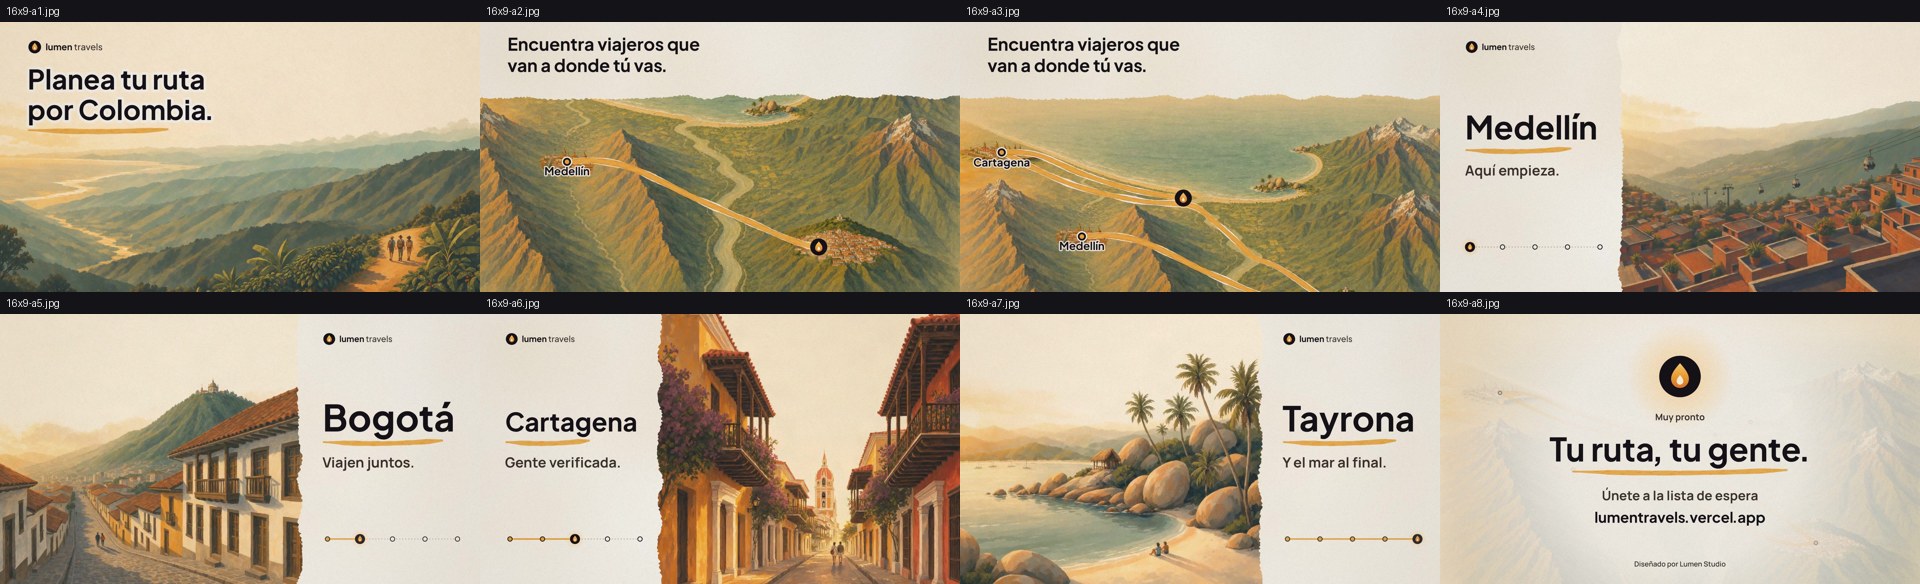 16x9-a1.jpg
lumen travels
Planea tu ruta
por Colombia.
16x9-a2.jpg
Encuentra viajeros que
van a donde tú vas.
Medellín
16x9-a3.jpg
Encuentra viajeros que
van a donde tú vas.
Cartagena
Medellín
16x9-a4.jpg
lumen travels
Medellín
Aquí empieza.
16x9-a5.jpg
lumen travels
Bogotá
Viajen juntos.
16x9-a6.jpg
lumen travels
Cartagena
Gente verificada.
16x9-a7.jpg
lumen travels
Tayrona
Y el mar al final.
16x9-a8.jpg
Muy pronto
Tu ruta, tu gente.
Únete a la lista de espera
lumentravels.vercel.app
Diseñado por Lumen Studio